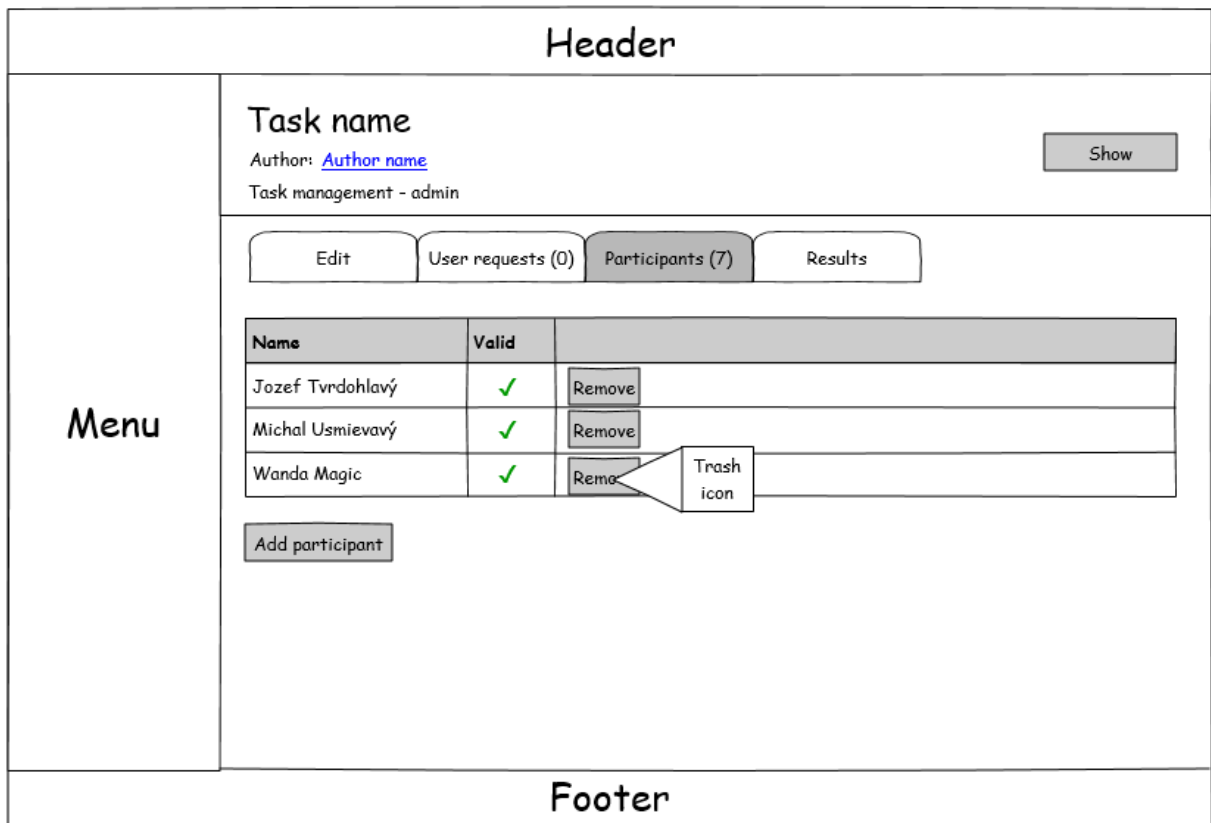 Header
Menu
Task name
Author: Author name
Task management - admin
Show
Edit User requests (0) Participants (7) Results
Name Valid
Jozef Tvrdohlavý ✓ Remove
Michal Usmievavý ✓ Remove
Wanda Magic ✓ Remo
Trash
icon
Add participant
Footer